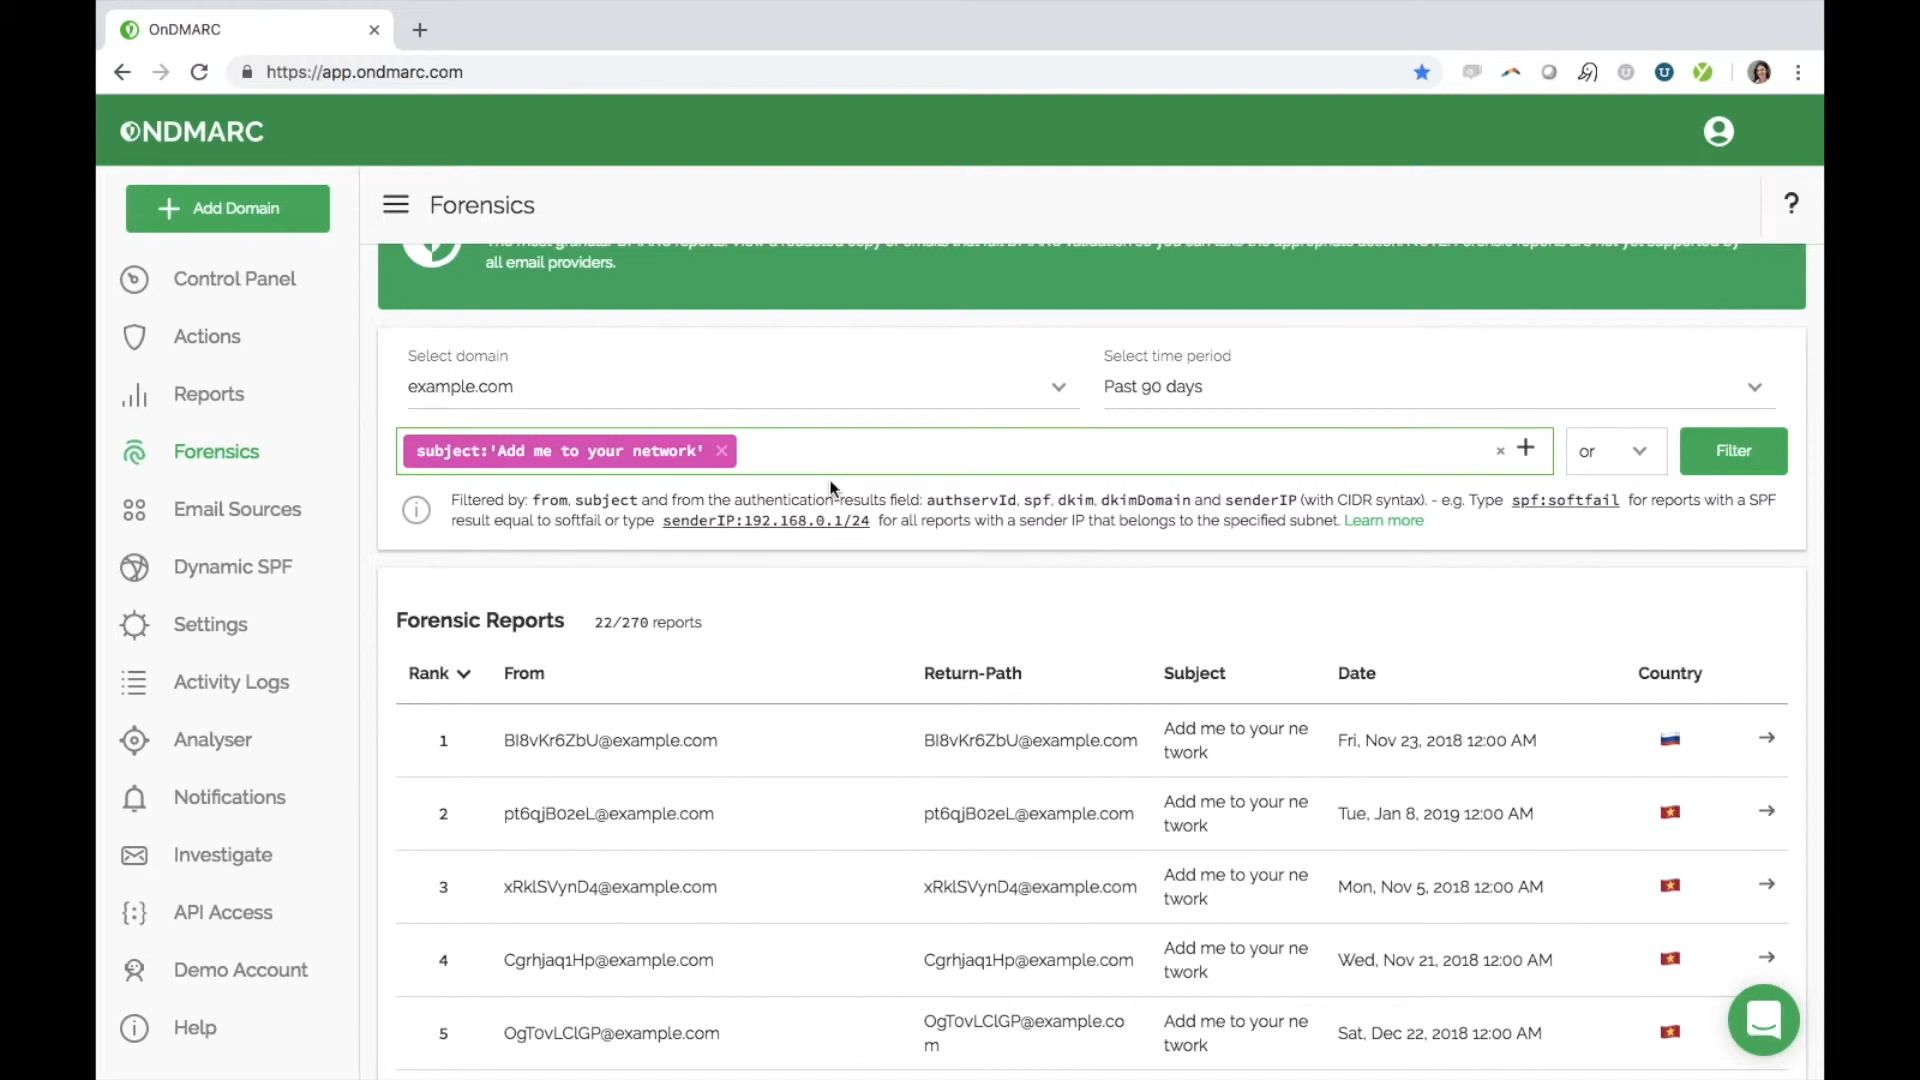 OnDMARC
https://app.ondmarc.com
ONDMARC
Add Domain
Forensics
?
all email providers.
Control Panel
Actions
Reports
Forensics
Email Sources
Dynamic SPF
Settings
Activity Logs
Analyser
Notifications
Investigate
API Access
Demo Account
Help
Select domain
example.com
Select time period
Past 90 days
subject:'Add me to your network' ×
× +
or
Filter
Filtered by: from, subject and from the authentication-results field: authservId, spf, dkim, dkimDomain and senderIP (with CIDR syntax). - e.g. Type spf:softfail for reports with a SPF
result equal to softfail or type senderIP:192.168.0.1/24 for all reports with a sender IP that belongs to the specified subnet. Learn more
Forensic Reports 22/270 reports
Rank From Return-Path Subject Date Country
1 BI8vKr6ZbU@example.com BI8vKr6ZbU@example.com Add me to your ne
twork Fri, Nov 23, 2018 12:00 AM
2 pt6qjBo2eL@example.com pt6qjBo2eL@example.com Add me to your ne
twork Tue, Jan 8, 2019 12:00 AM
3 xRklSVynD4@example.com xRklSVynD4@example.com Add me to your ne
twork Mon, Nov 5, 2018 12:00 AM
4 Cgrhjaq1Hp@example.com Cgrhjaq1Hp@example.com Add me to your ne
twork Wed, Nov 21, 2018 12:00 AM
5 OgTovLClGP@example.com OgTovLClGP@example.co
m Add me to your ne
twork Sat, Dec 22, 2018 12:00 AM